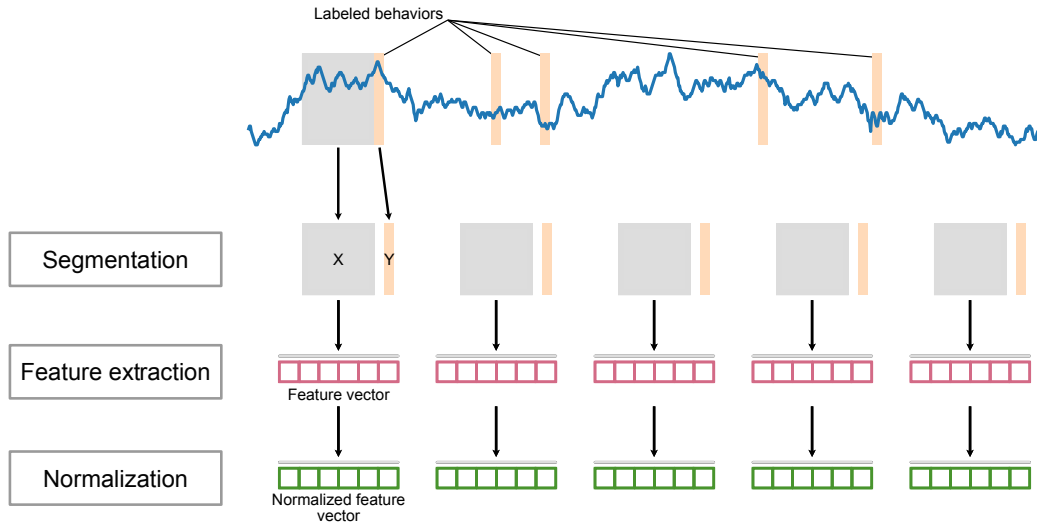 Labeled behaviors
Segmentation
X
Y
Feature extraction
Feature vector
Normalization
Normalized feature
vector